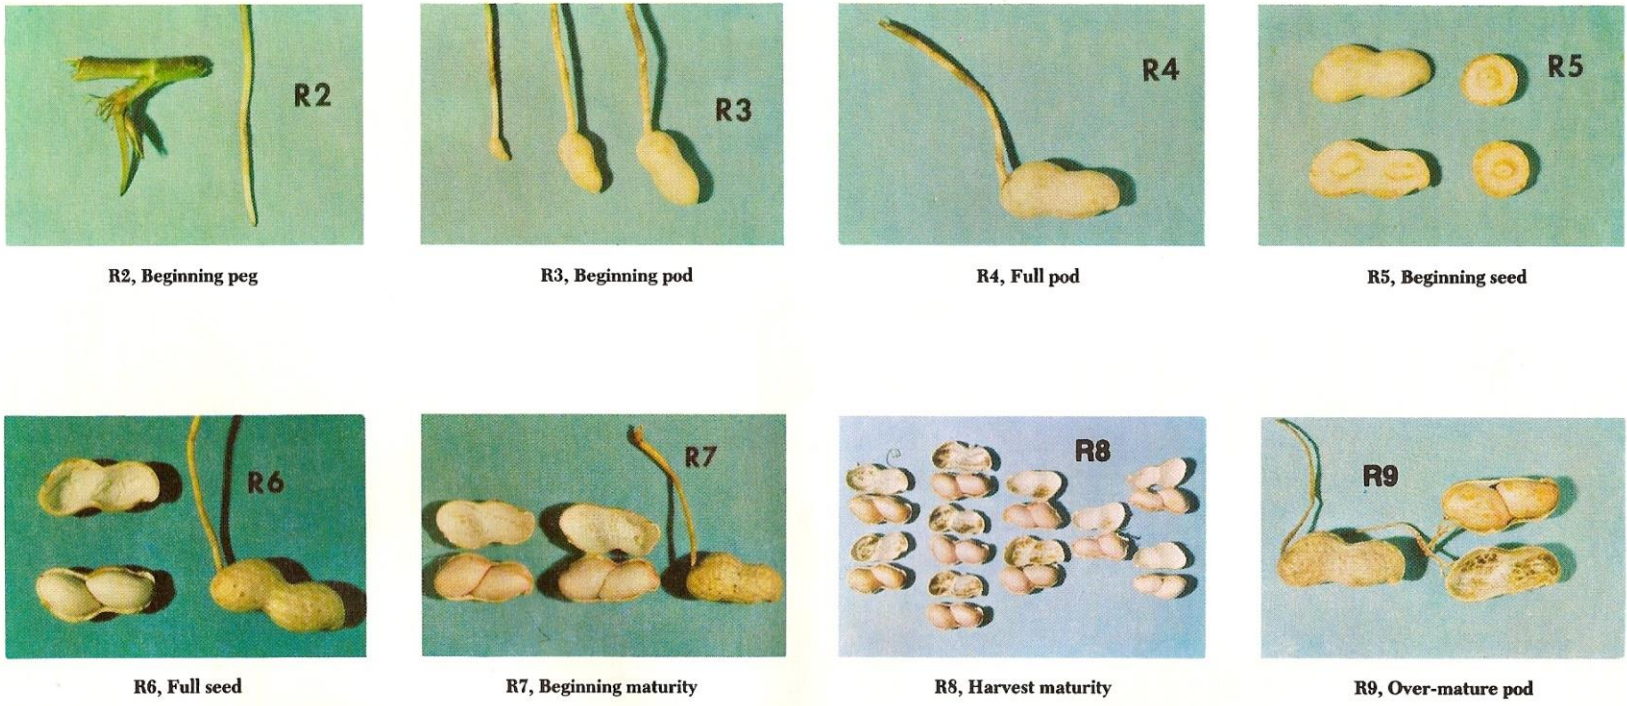 R2
R3
R4
R5
R2, Beginning peg
R3, Beginning pod
R4, Full pod
R5, Beginning seed
R6
R7
R8
R9
R6, Full seed
R7, Beginning maturity
R8, Harvest maturity
R9, Over-mature pod